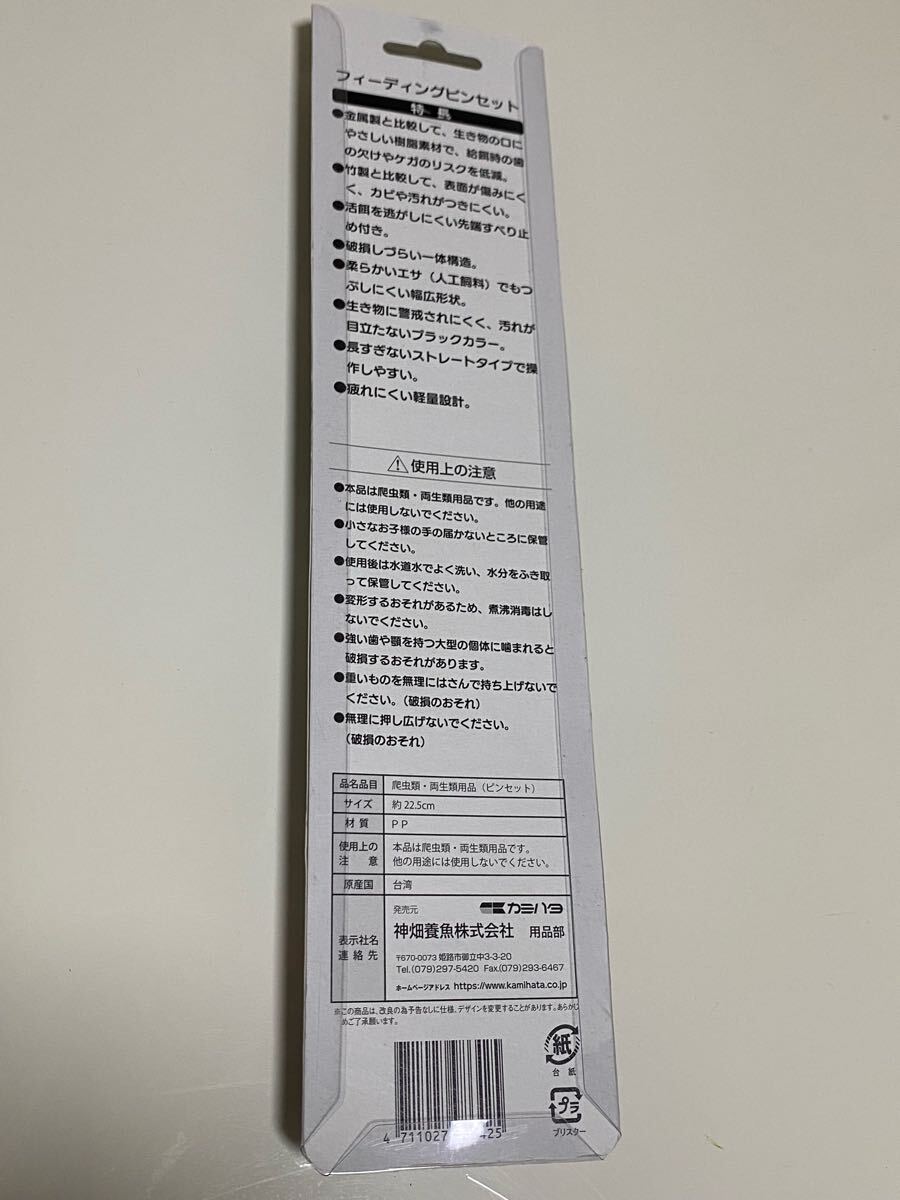 フィーディングピンセット
特長
●金属製と比較して、生き物の口に
やさしい樹脂素材で、給餌時の歯
の欠けやケガのリスクを低減。
●竹製と比較して、表面が傷みにく
く、カビや汚れがつきにくい。
●活餌を逃がしにくい先端すべり止
め付き。
●破損しづらい一体構造。
●柔らかいエサ（人工飼料）でもつ
ぶしにくい幅広形状。
●生き物に警戒されにくく、汚れが
目立たないブラックカラー。
●長すぎないストレートタイプで操
作しやすい。
●疲れにくい軽量設計。
⚠使用上の注意
●本品は爬虫類・両生類用品です。他の用途
には使用しないでください。
●小さなお子様の手の届かないところに保管
してください。
●使用後は水道水でよく洗い、水分をふき取
って保管してください。
●変形するおそれがあるため、煮沸消毒はし
ないでください。
●強い歯や顎を持つ大型の個体に噛まれると
破損するおそれがあります。
●重いものを無理にはさんで持ち上げないで
ください。（破損のおそれ）
●無理に押し広げないでください。
（破損のおそれ）
品名品目 爬虫類・両生類用品（ピンセット）
サイズ 約22.5cm
材質 PP
使用上の注意 本品は爬虫類・両生類用品です。
他の用途には使用しないでください。
原産国 台湾
表示社名連絡先 発売元 カミハタ
神畑養魚株式会社 用品部
〒670-0073 姫路市御立中3-3-20
Tel.(079)297-5420 Fax.(079)293-6467
ホームページアドレス https://www.kamihata.co.jp
※この商品は、改良の為予告なしに仕様、デザインを変更することがあります。あらかじ
めご了承願います。
紙
台紙
プラ
ブリスター
4 711027 425